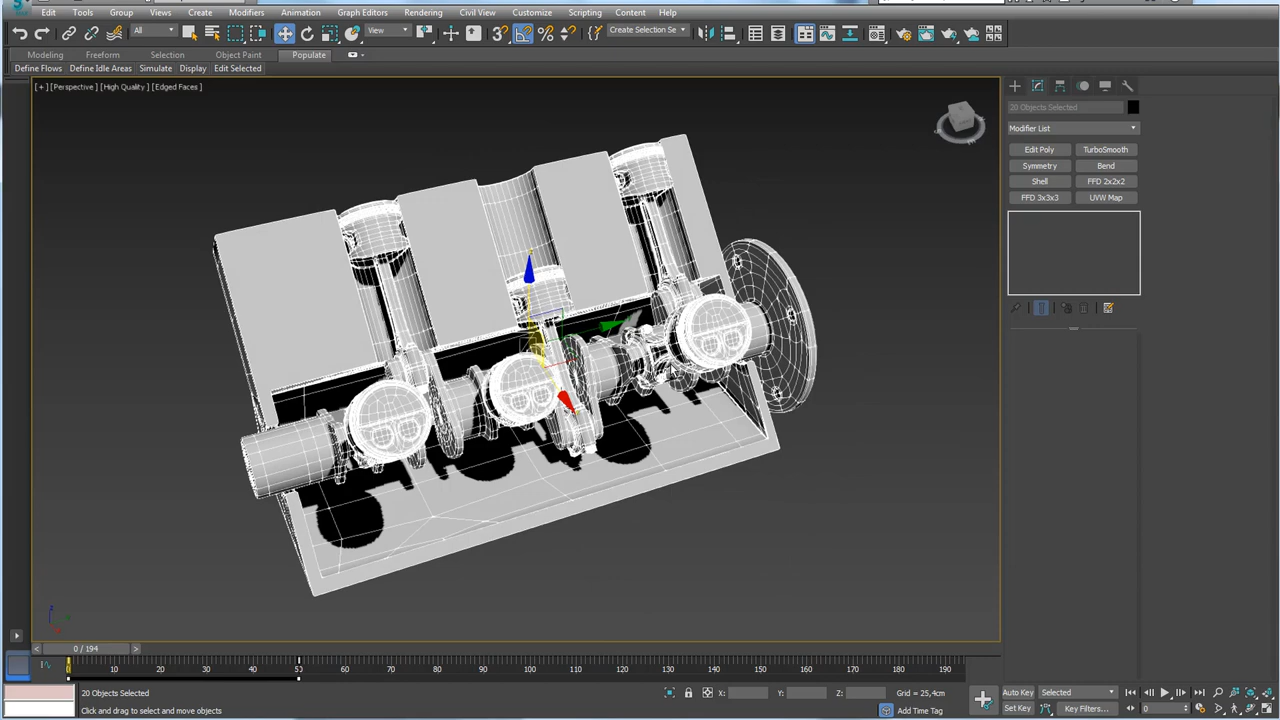 Edit Tools Group Views Create Modifiers Animation Graph Editors Rendering Civil View Customize Scripting Content Help
All View Create Selection Se
Modeling Freeform Selection Object Paint Populate
Define Flows Define Idle Areas Simulate Display Edit Selected
[+] [Perspective] [High Quality] [Edged Faces]
20 Objects Selected
Modifier List
Edit Poly TurboSmooth
Symmetry Bend
Shell FFD 2x2x2
FFD 3x3x3 UVW Map
< 0 / 194 >
0 10 20 30 40 53 60 70 80 90 100 110 120 130 140 150 160 170 180 190
20 Objects Selected X: Y: Z: Grid = 25,4cm Auto Key Selected
Click and drag to select and move objects Add Time Tag Set Key Key Filters... 0